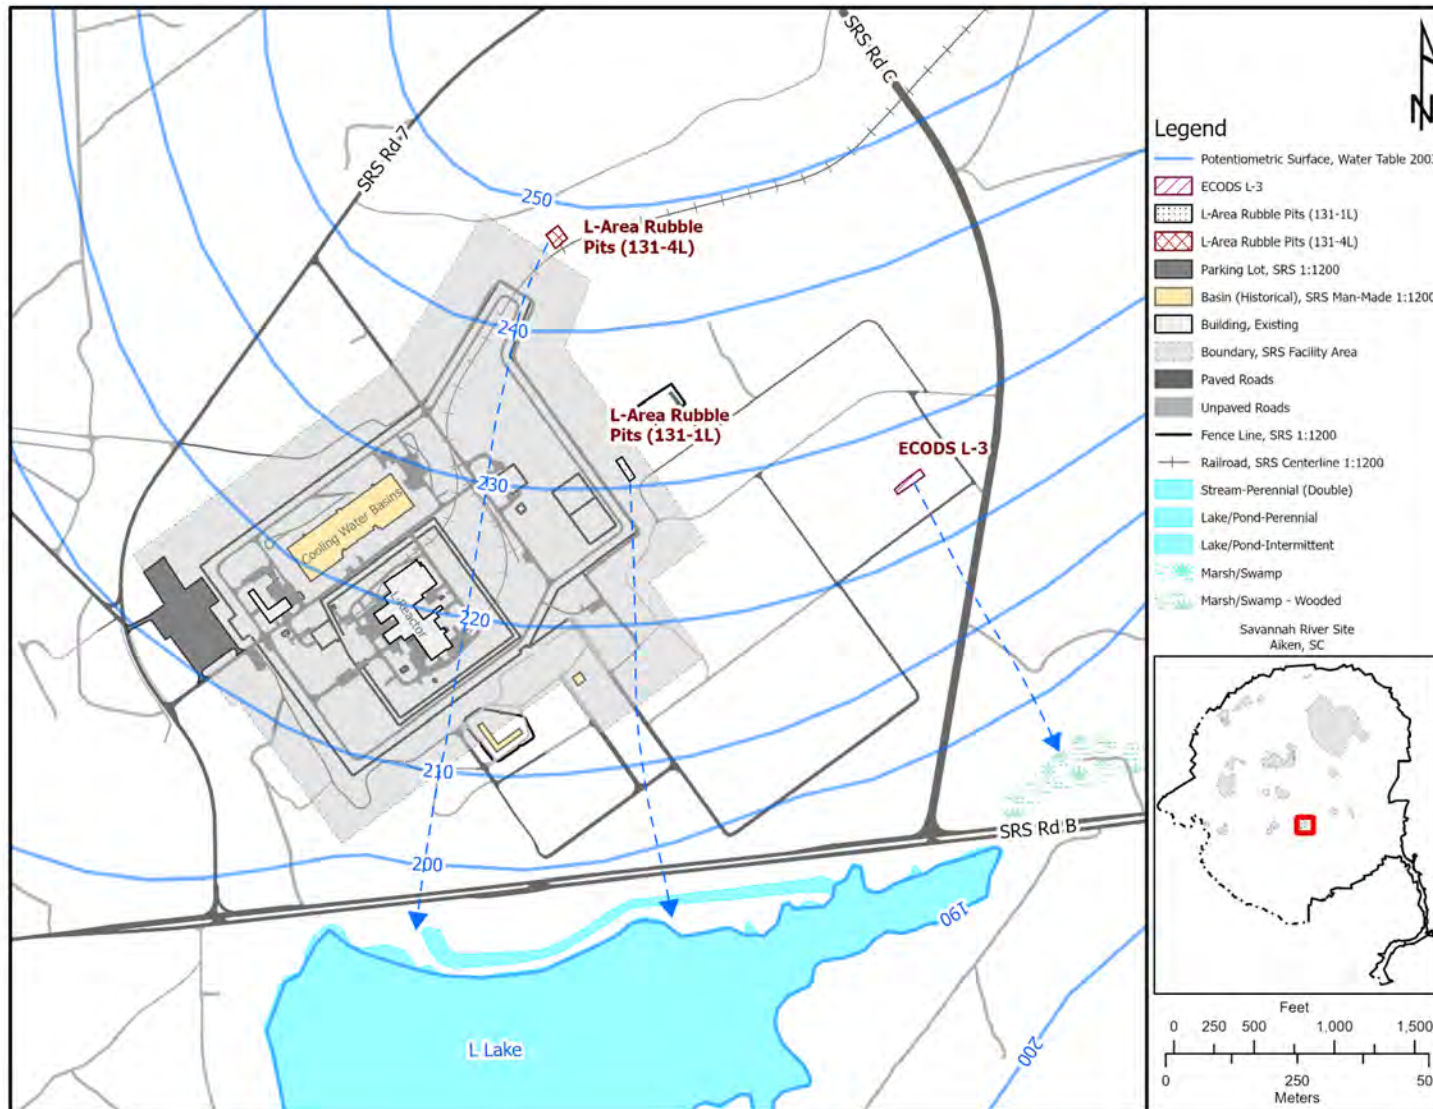 SRS Rd 7
SRS Rd C
250
L-Area Rubble
Pits (131-4L)
240
L-Area Rubble
Pits (131-1L)
ECODS L-3
230
Cooling Water Basins
L-Reactor
220
210
200
SRS Rd B
190
L Lake
200
N
Legend
Potentiometric Surface, Water Table
ECODS L-3
L-Area Rubble Pits (131-1L)
L-Area Rubble Pits (131-4L)
Parking Lot, SRS 1:1200
Basin (Historical), SRS Man-Made 1:1200
Building, Existing
Boundary, SRS Facility Area
Paved Roads
Unpaved Roads
Fence Line, SRS 1:1200
Railroad, SRS Centerline 1:1200
Stream-Perennial (Double)
Lake/Pond-Perennial
Lake/Pond-Intermittent
Marsh/Swamp
Marsh/Swamp - Wooded
Savannah River Site
Aiken, SC
Feet
0 250 500 1,000 1,500
0 250
Meters